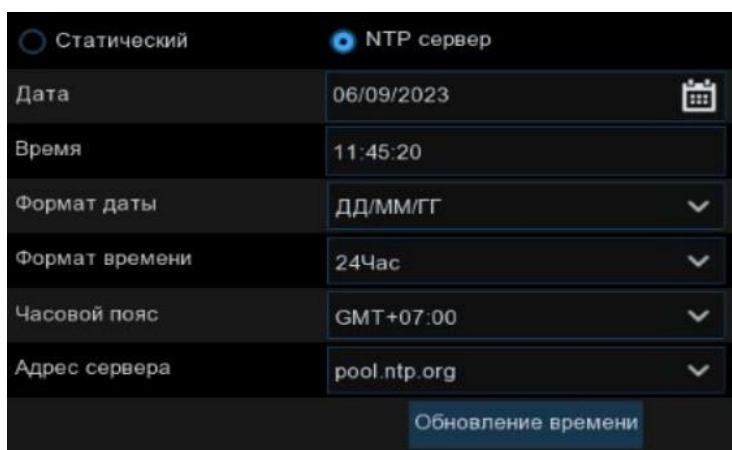 Статический NTP сервер
Дата 06/09/2023
Время 11:45:20
Формат даты ДД/ММ/ГГ
Формат времени 24Час
Часовой пояс GMT+07:00
Адрес сервера pool.ntp.org
Обновление времени